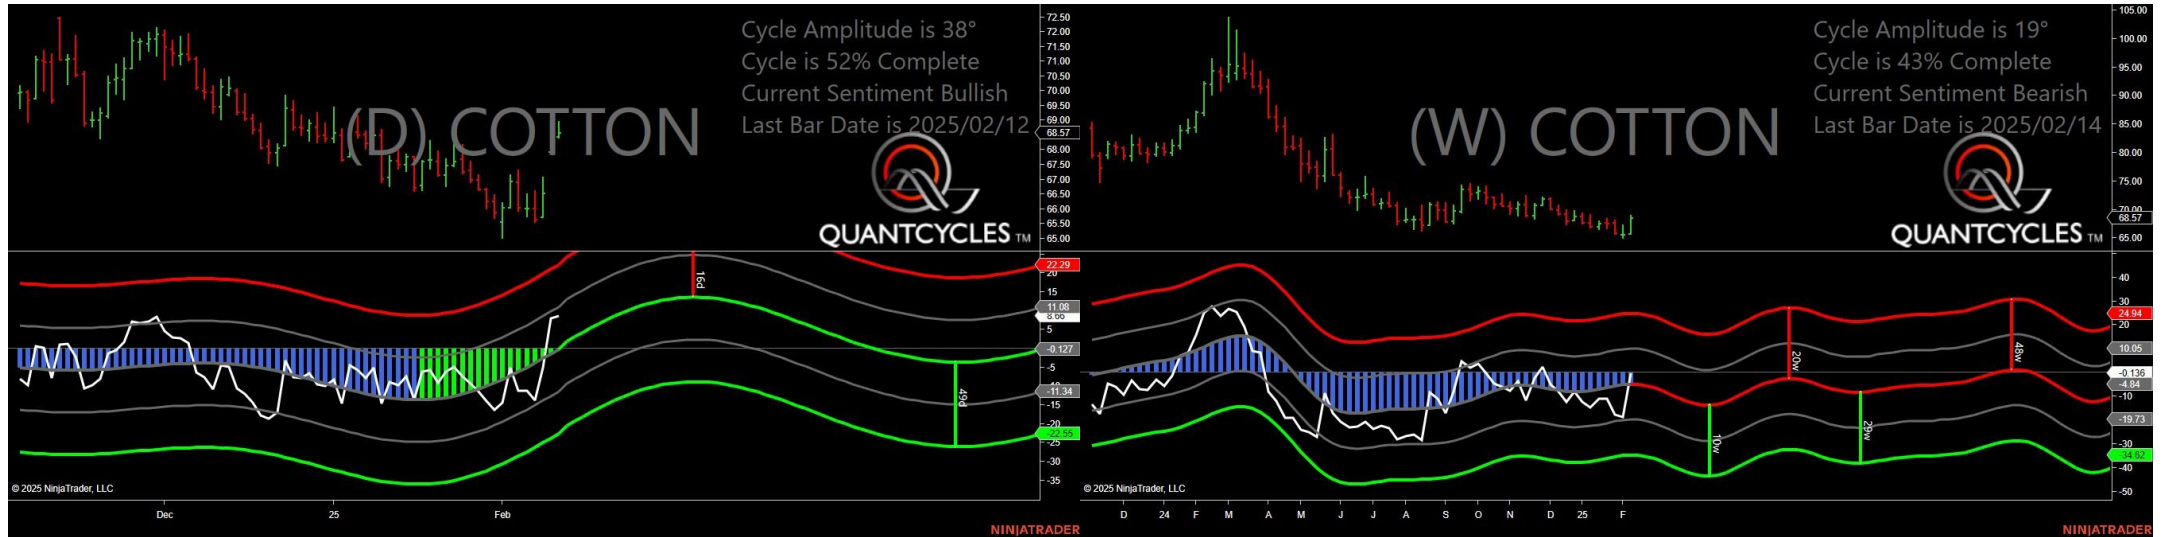 Cycle Amplitude is 38°
Cycle is 52% Complete
Current Sentiment Bullish
Last Bar Date is 2025/02/12
(D) COTTON
QUANTCYCLES TM
72.50
72.00
71.50
71.00
70.50
70.00
69.50
69.00
68.57
68.00
67.50
67.00
66.50
66.00
65.50
65.00
16d
49d
22.29
20
15
11.08
8.66
5
-0.127
-5
-11.34
-15
-20
-22.55
-25
-30
-35
© 2025 NinjaTrader, LLC
Dec 25 Feb
NINJATRADER
Cycle Amplitude is 19°
Cycle is 43% Complete
Current Sentiment Bearish
Last Bar Date is 2025/02/14
(W) COTTON
QUANTCYCLES TM
105.00
100.00
95.00
90.00
85.00
80.00
75.00
70.00
68.57
65.00
10w
20w
29w
48w
40
30
24.94
20
10.05
-0.136
-4.84
-10
-19.73
-30
-34.62
-40
-50
© 2025 NinjaTrader, LLC
D 24 F M A M J J A S O N D 25 F
NINJATRADER